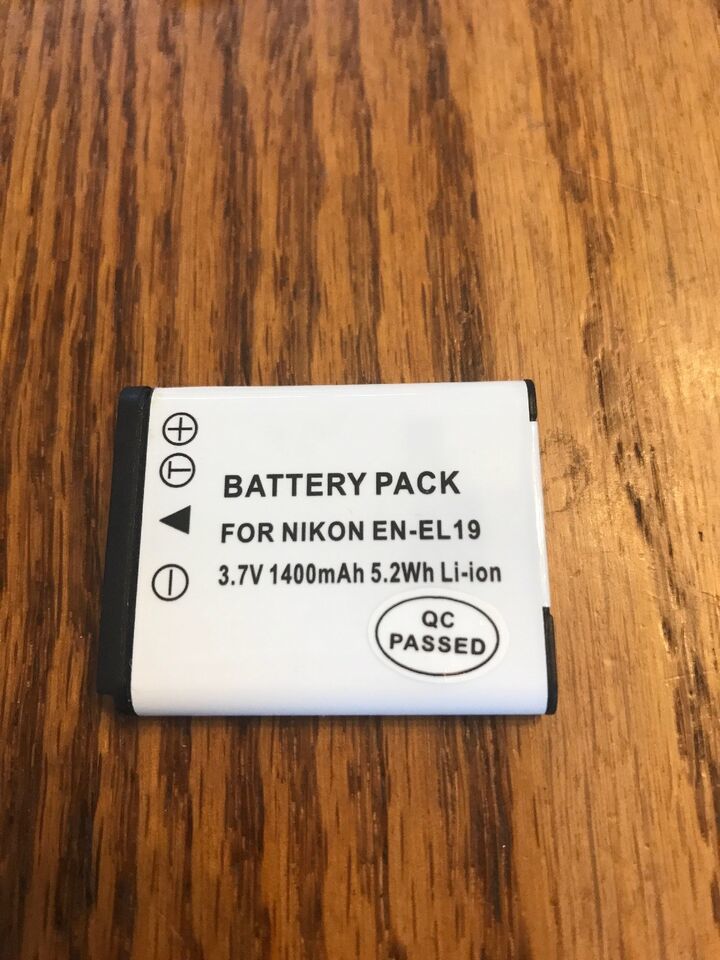 +
T
BATTERY PACK
FOR NIKON EN-EL19
3.7V 1400mAh 5.2Wh Li-ion
−
QC
PASSED